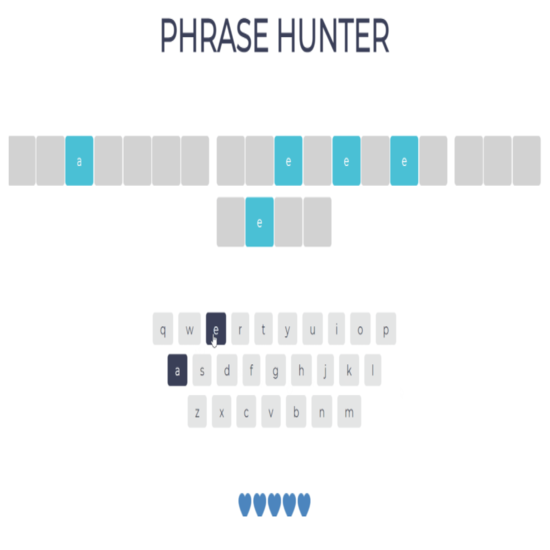 PHRASE HUNTER
a e e e
e
q w e r t y u i o p
a s d f g h j k l
z x c v b n m